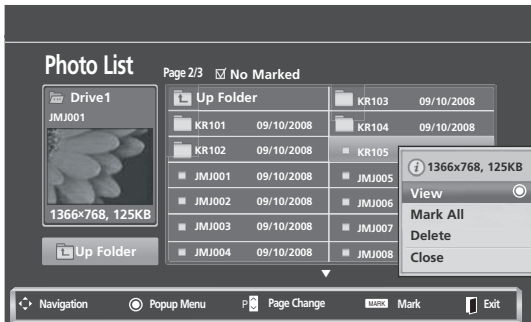 Photo List
Page 2/3 ☑ No Marked
Drive1
JMJ001
1366×768, 125KB
Up Folder
Up Folder
KR101 09/10/2008
KR102 09/10/2008
JMJ001 09/10/2008
JMJ002 09/10/2008
JMJ003 09/10/2008
JMJ004 09/10/2008
KR103 09/10/2008
KR104 09/10/2008
KR105
JMJ005
JMJ006
JMJ007
JMJ008
1366x768, 125KB
View
Mark All
Delete
Close
Navigation Popup Menu P Page Change MARK Mark Exit